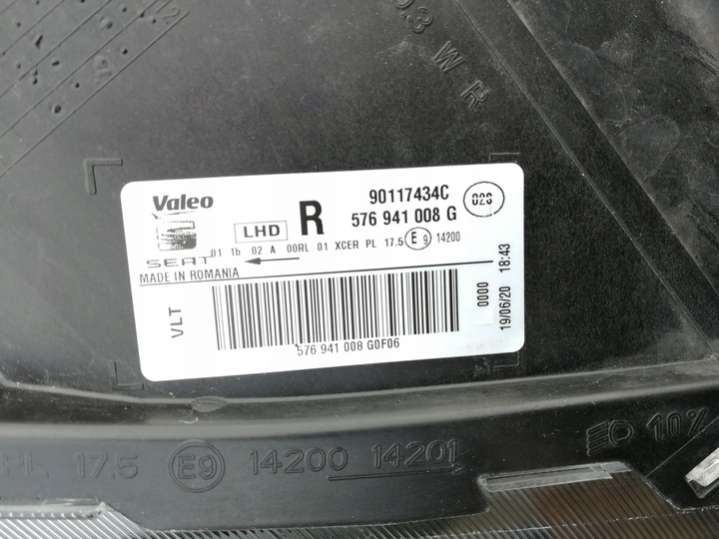 93 W R
Valeo
LHD
R
90117434C
576 941 008 G
028
SEAT
01 1b 02 A 00RL 01 XCER PL 17.5 E9 14200
MADE IN ROMANIA
VLT
576 941 008 G0F06
0000
19/06/20 18:43
PL 17.5 E9 14200 14201
10%